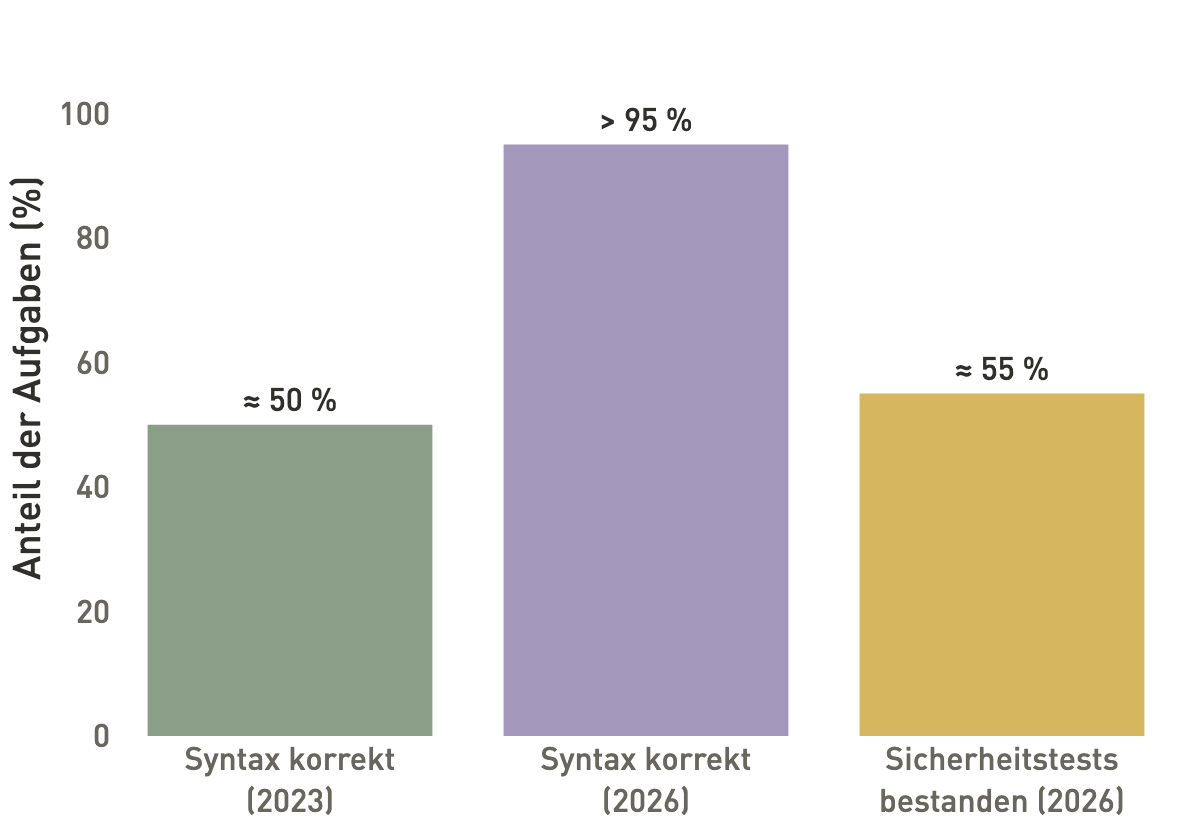 Anteil der Aufgaben (%)
100
80
60
40
20
0
≈ 50 %
> 95 %
≈ 55 %
Syntax korrekt
(2023)
Syntax korrekt
(2026)
Sicherheitstests
bestanden (2026)